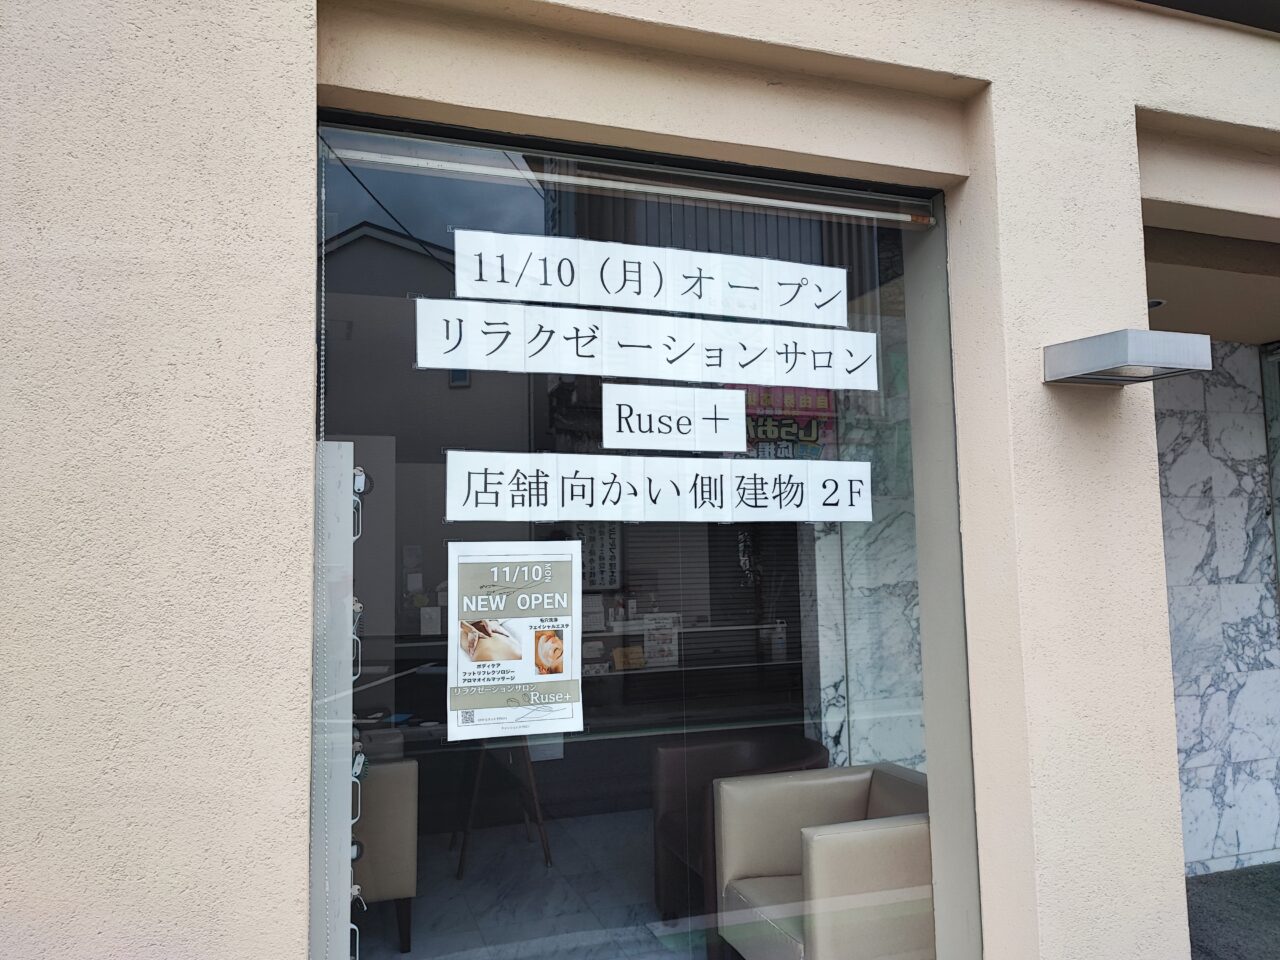 11/10（月）オープン
リラクゼーションサロン
Ruse＋
店舗向かい側建物２F
11/10 MON
NEW OPEN
毛穴洗浄
フェイシャルエステ
ボディケア
フットリフレクソロジー
アロマオイルマッサージ
リラクゼーションサロン
Ruse+